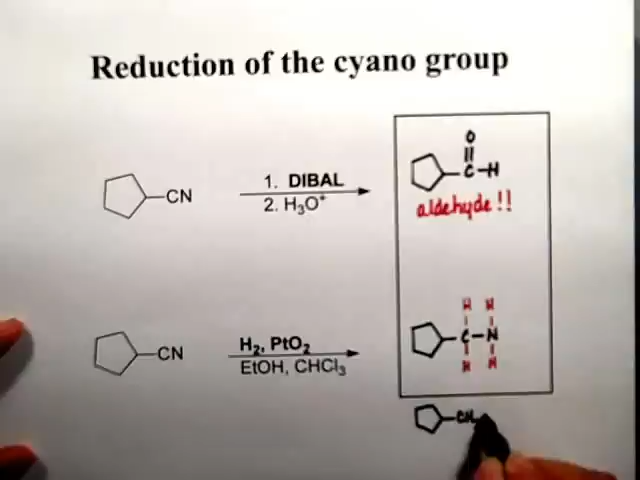 Reduction of the cyano group
O
CN
1. DIBAL
C-H
2. H₃O⁺
aldehyde!!
H H
H₂, PtO₂
C-N
CN
EtOH, CHCl₃
H H